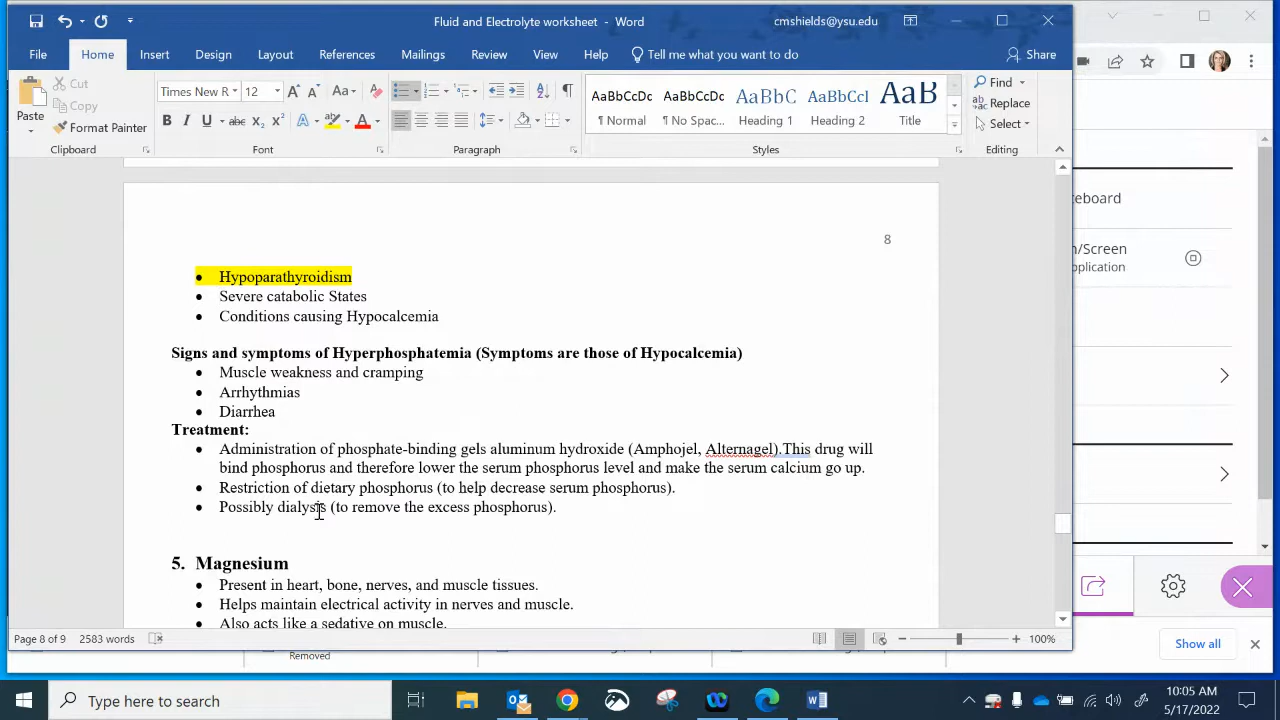 Fluid and Electrolyte worksheet - Word
cmshields@ysu.edu
File Home Insert Design Layout References Mailings Review View Help Tell me what you want to do Share
Paste
Cut
Copy
Format Painter
Times New R 12
AaBbCcDc AaBbCcDc AaBbC AaBbCcI AaB
¶ Normal ¶ No Spac... Heading 1 Heading 2 Title
Find
Replace
Select
Clipboard Font Paragraph Styles Editing
8
• Hypoparathyroidism
• Severe catabolic States
• Conditions causing Hypocalcemia
Signs and symptoms of Hyperphosphatemia (Symptoms are those of Hypocalcemia)
• Muscle weakness and cramping
• Arrhythmias
• Diarrhea
Treatment:
• Administration of phosphate-binding gels aluminum hydroxide (Amphojel, Alternagel).This drug will
bind phosphorus and therefore lower the serum phosphorus level and make the serum calcium go up.
• Restriction of dietary phosphorus (to help decrease serum phosphorus).
• Possibly dialysis (to remove the excess phosphorus).
5. Magnesium
• Present in heart, bone, nerves, and muscle tissues.
• Helps maintain electrical activity in nerves and muscle.
• Also acts like a sedative on muscle.
Page 8 of 9 2583 words 100%
eboard
n/Screen
pplication
Removed
Show all
Type here to search
10:05 AM
5/17/2022